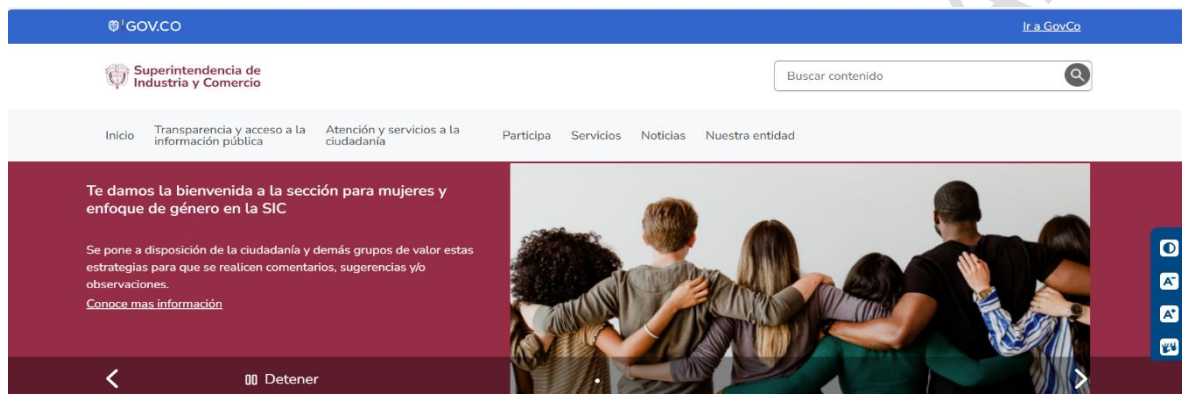 GOV.CO
Ir a GovCo
Superintendencia de
Industria y Comercio
Buscar contenido
Inicio
Transparencia y acceso a la
información pública
Atención y servicios a la
ciudadanía
Participa
Servicios
Noticias
Nuestra entidad
Te damos la bienvenida a la sección para mujeres y
enfoque de género en la SIC
Se pone a disposición de la ciudadanía y demás grupos de valor estas
estrategias para que se realicen comentarios, sugerencias y/o
observaciones.
Conoce mas información
Detener
A-
A+